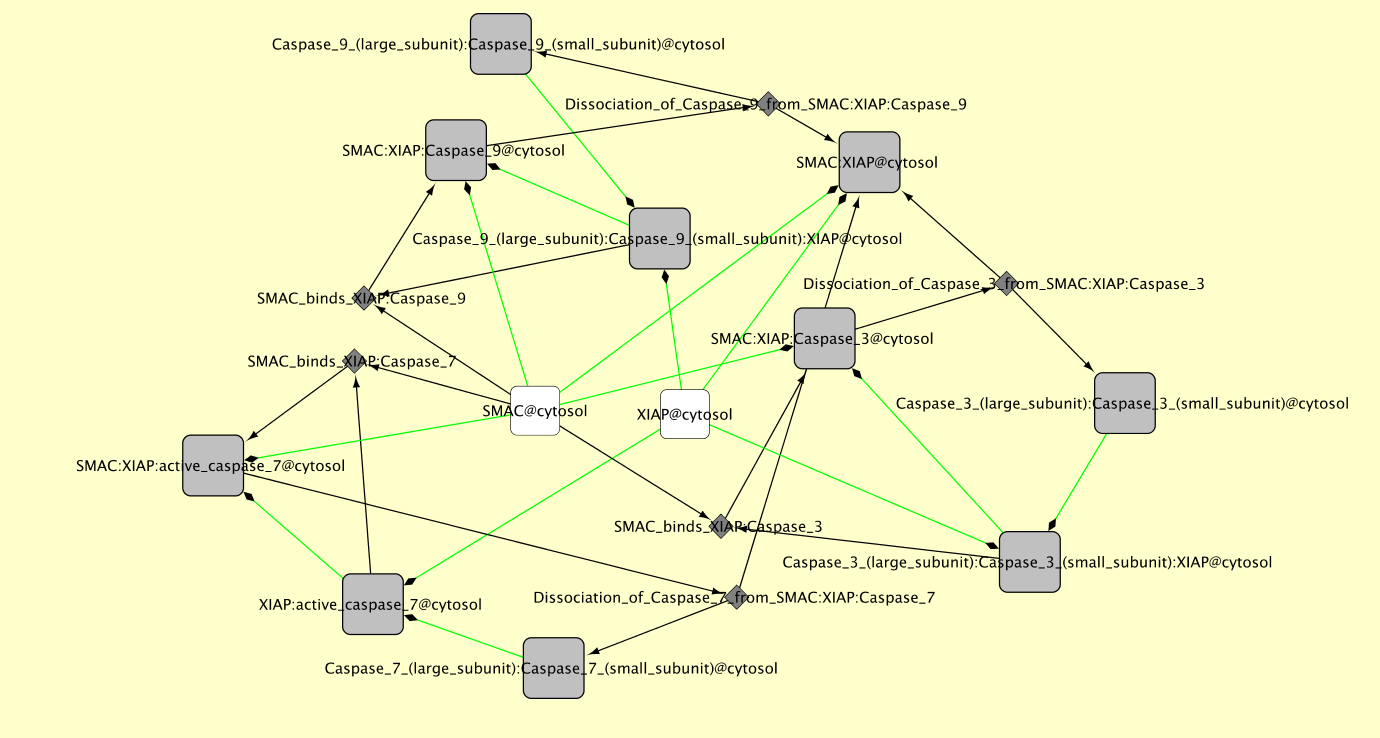 Caspase_9_(large_subunit):Caspase_9_(small_subunit)@cytosol
Dissociation_of_Caspase_9_from_SMAC:XIAP:Caspase_9
SMAC:XIAP:Caspase_9@cytosol
SMAC:XIAP@cytosol
Caspase_9_(large_subunit):Caspase_9_(small_subunit):XIAP@cytosol
Dissociation_of_Caspase_3_from_SMAC:XIAP:Caspase_3
SMAC_binds_XIAP:Caspase_9
SMAC:XIAP:Caspase_3@cytosol
SMAC_binds_XIAP:Caspase_7
Caspase_3_(large_subunit):Caspase_3_(small_subunit)@cytosol
SMAC@cytosol
XIAP@cytosol
SMAC:XIAP:active_caspase_7@cytosol
SMAC_binds_XIAP:Caspase_3
Caspase_3_(large_subunit):Caspase_3_(small_subunit):XIAP@cytosol
Dissociation_of_Caspase_7_from_SMAC:XIAP:Caspase_7
XIAP:active_caspase_7@cytosol
Caspase_7_(large_subunit):Caspase_7_(small_subunit)@cytosol